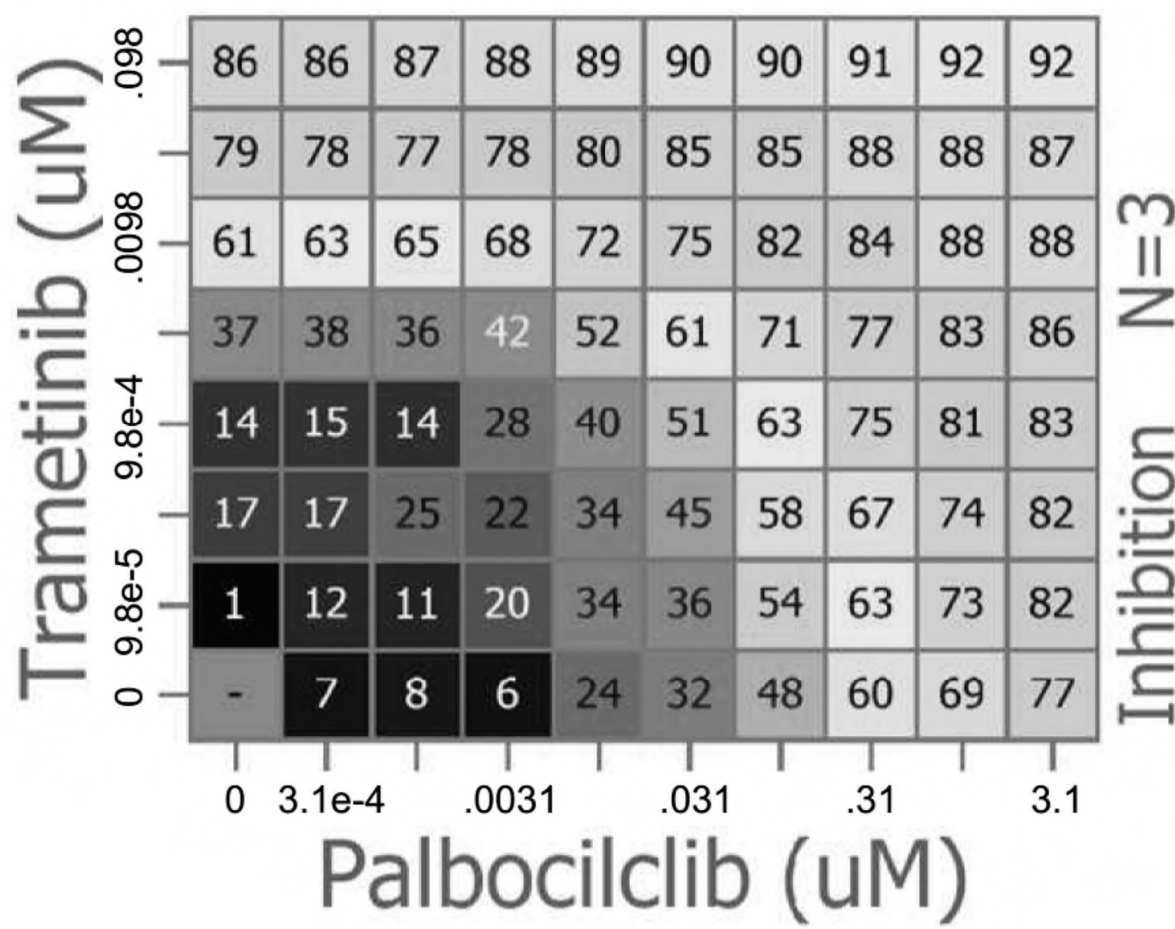 Trametinib (uM)
.098 86 86 87 88 89 90 90 91 92 92
79 78 77 78 80 85 85 88 88 87
.0098 61 63 65 68 72 75 82 84 88 88
37 38 36 42 52 61 71 77 83 86
9.8e-4 14 15 14 28 40 51 63 75 81 83
17 17 25 22 34 45 58 67 74 82
9.8e-5 1 12 11 20 34 36 54 63 73 82
0 - 7 8 6 24 32 48 60 69 77
0 3.1e-4 .0031 .031 .31 3.1
Palbocilclib (uM)
Inhibition N=3